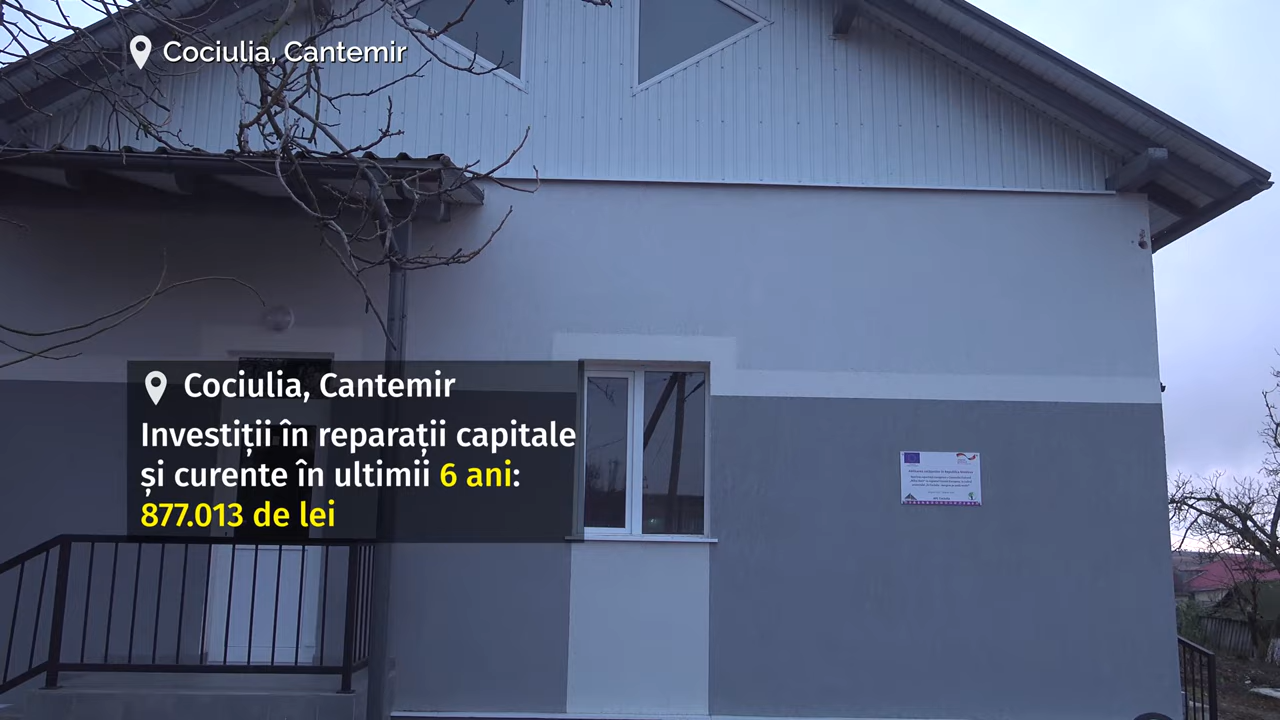 Cociulia, Cantemir
Cociulia, Cantemir
Investiții în reparații capitale
și curente în ultimii 6 ani:
877.013 de lei